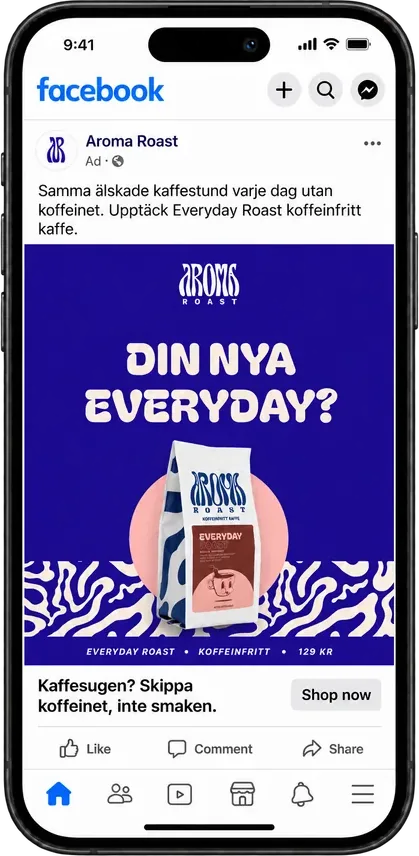 9:41
facebook
AR
Aroma Roast
Ad
Samma älskade kaffestund varje dag utan
koffeinet. Upptäck Everyday Roast koffeinfritt
kaffe.
AROMA
ROAST
DIN NYA
EVERYDAY?
AROMA
ROAST
KOFFEINFRITT KAFFE
EVERYDAY
EVERYDAY ROAST • KOFFEINFRITT • 129 KR
Kaffesugen? Skippa
koffeinet, inte smaken.
Shop now
Like
Comment
Share